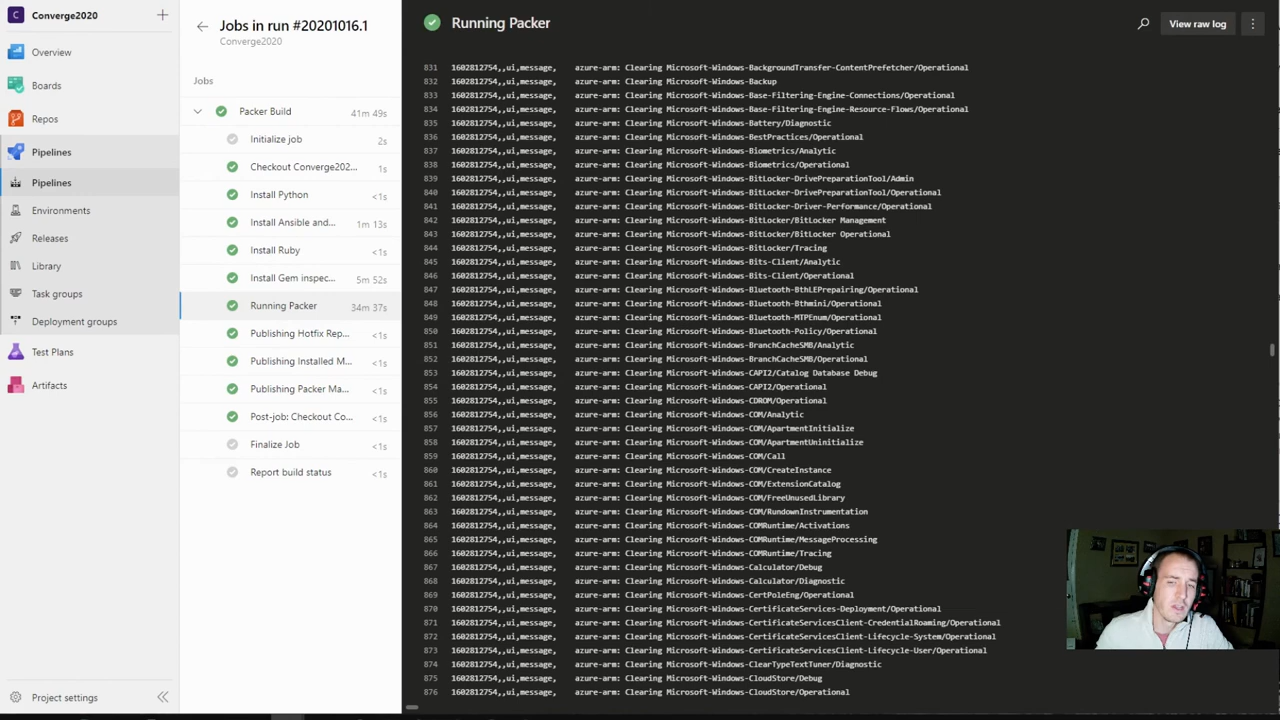 C Converge2020 +
Overview
Boards
Repos
Pipelines
Pipelines
Environments
Releases
Library
Task groups
Deployment groups
Test Plans
Artifacts
Project settings
Jobs in run #20201016.1
Converge2020
Jobs
Packer Build 41m 49s
Initialize job 2s
Checkout Converge202... 1s
Install Python <1s
Install Ansible and... 1m 13s
Install Ruby <1s
Install Gem inspec... 5m 52s
Running Packer 34m 37s
Publishing Hotfix Rep... <1s
Publishing Installed M... <1s
Publishing Packer Ma... <1s
Post-job: Checkout Co... <1s
Finalize Job <1s
Report build status <1s
Running Packer
View raw log
831 1602812754,,ui,message, azure-arm: Clearing Microsoft-Windows-BackgroundTransfer-ContentPrefetcher/Operational
832 1602812754,,ui,message, azure-arm: Clearing Microsoft-Windows-Backup
833 1602812754,,ui,message, azure-arm: Clearing Microsoft-Windows-Base-Filtering-Engine-Connections/Operational
834 1602812754,,ui,message, azure-arm: Clearing Microsoft-Windows-Base-Filtering-Engine-Resource-Flows/Operational
835 1602812754,,ui,message, azure-arm: Clearing Microsoft-Windows-Battery/Diagnostic
836 1602812754,,ui,message, azure-arm: Clearing Microsoft-Windows-BestPractices/Operational
837 1602812754,,ui,message, azure-arm: Clearing Microsoft-Windows-Biometrics/Analytic
838 1602812754,,ui,message, azure-arm: Clearing Microsoft-Windows-Biometrics/Operational
839 1602812754,,ui,message, azure-arm: Clearing Microsoft-Windows-BitLocker-DrivePreparationTool/Admin
840 1602812754,,ui,message, azure-arm: Clearing Microsoft-Windows-BitLocker-DrivePreparationTool/Operational
841 1602812754,,ui,message, azure-arm: Clearing Microsoft-Windows-BitLocker-Driver-Performance/Operational
842 1602812754,,ui,message, azure-arm: Clearing Microsoft-Windows-BitLocker/BitLocker Management
843 1602812754,,ui,message, azure-arm: Clearing Microsoft-Windows-BitLocker/BitLocker Operational
844 1602812754,,ui,message, azure-arm: Clearing Microsoft-Windows-BitLocker/Tracing
845 1602812754,,ui,message, azure-arm: Clearing Microsoft-Windows-Bits-Client/Analytic
846 1602812754,,ui,message, azure-arm: Clearing Microsoft-Windows-Bits-Client/Operational
847 1602812754,,ui,message, azure-arm: Clearing Microsoft-Windows-Bluetooth-BthLEPrepairing/Operational
848 1602812754,,ui,message, azure-arm: Clearing Microsoft-Windows-Bluetooth-Bthmini/Operational
849 1602812754,,ui,message, azure-arm: Clearing Microsoft-Windows-Bluetooth-MTPEnum/Operational
850 1602812754,,ui,message, azure-arm: Clearing Microsoft-Windows-Bluetooth-Policy/Operational
851 1602812754,,ui,message, azure-arm: Clearing Microsoft-Windows-BranchCacheSMB/Analytic
852 1602812754,,ui,message, azure-arm: Clearing Microsoft-Windows-BranchCacheSMB/Operational
853 1602812754,,ui,message, azure-arm: Clearing Microsoft-Windows-CAPI2/Catalog Database Debug
854 1602812754,,ui,message, azure-arm: Clearing Microsoft-Windows-CAPI2/Operational
855 1602812754,,ui,message, azure-arm: Clearing Microsoft-Windows-CDROM/Operational
856 1602812754,,ui,message, azure-arm: Clearing Microsoft-Windows-COM/Analytic
857 1602812754,,ui,message, azure-arm: Clearing Microsoft-Windows-COM/ApartmentInitialize
858 1602812754,,ui,message, azure-arm: Clearing Microsoft-Windows-COM/ApartmentUninitialize
859 1602812754,,ui,message, azure-arm: Clearing Microsoft-Windows-COM/Call
860 1602812754,,ui,message, azure-arm: Clearing Microsoft-Windows-COM/CreateInstance
861 1602812754,,ui,message, azure-arm: Clearing Microsoft-Windows-COM/ExtensionCatalog
862 1602812754,,ui,message, azure-arm: Clearing Microsoft-Windows-COM/FreeUnusedLibrary
863 1602812754,,ui,message, azure-arm: Clearing Microsoft-Windows-COM/RundownInstrumentation
864 1602812754,,ui,message, azure-arm: Clearing Microsoft-Windows-COMRuntime/Activations
865 1602812754,,ui,message, azure-arm: Clearing Microsoft-Windows-COMRuntime/MessageProcessing
866 1602812754,,ui,message, azure-arm: Clearing Microsoft-Windows-COMRuntime/Tracing
867 1602812754,,ui,message, azure-arm: Clearing Microsoft-Windows-Calculator/Debug
868 1602812754,,ui,message, azure-arm: Clearing Microsoft-Windows-Calculator/Diagnostic
869 1602812754,,ui,message, azure-arm: Clearing Microsoft-Windows-CertPoleEng/Operational
870 1602812754,,ui,message, azure-arm: Clearing Microsoft-Windows-CertificateServices-Deployment/Operational
871 1602812754,,ui,message, azure-arm: Clearing Microsoft-Windows-CertificateServicesClient-CredentialRoaming/Operational
872 1602812754,,ui,message, azure-arm: Clearing Microsoft-Windows-CertificateServicesClient-Lifecycle-System/Operational
873 1602812754,,ui,message, azure-arm: Clearing Microsoft-Windows-CertificateServicesClient-Lifecycle-User/Operational
874 1602812754,,ui,message, azure-arm: Clearing Microsoft-Windows-ClearTypeTextTuner/Diagnostic
875 1602812754,,ui,message, azure-arm: Clearing Microsoft-Windows-CloudStore/Debug
876 1602812754,,ui,message, azure-arm: Clearing Microsoft-Windows-CloudStore/Operational